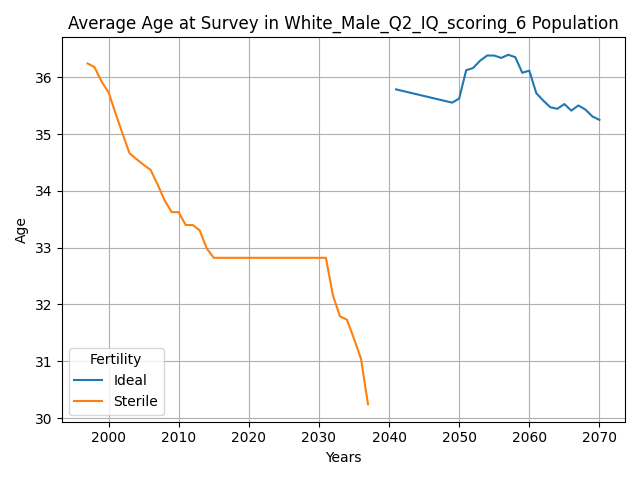 Average Age at Survey in White_Male_Q2_IQ_scoring_6 Population
Age
36
35
34
33
32
31
30
Fertility
Ideal
Sterile
2000 2010 2020 2030 2040 2050 2060 2070
Years